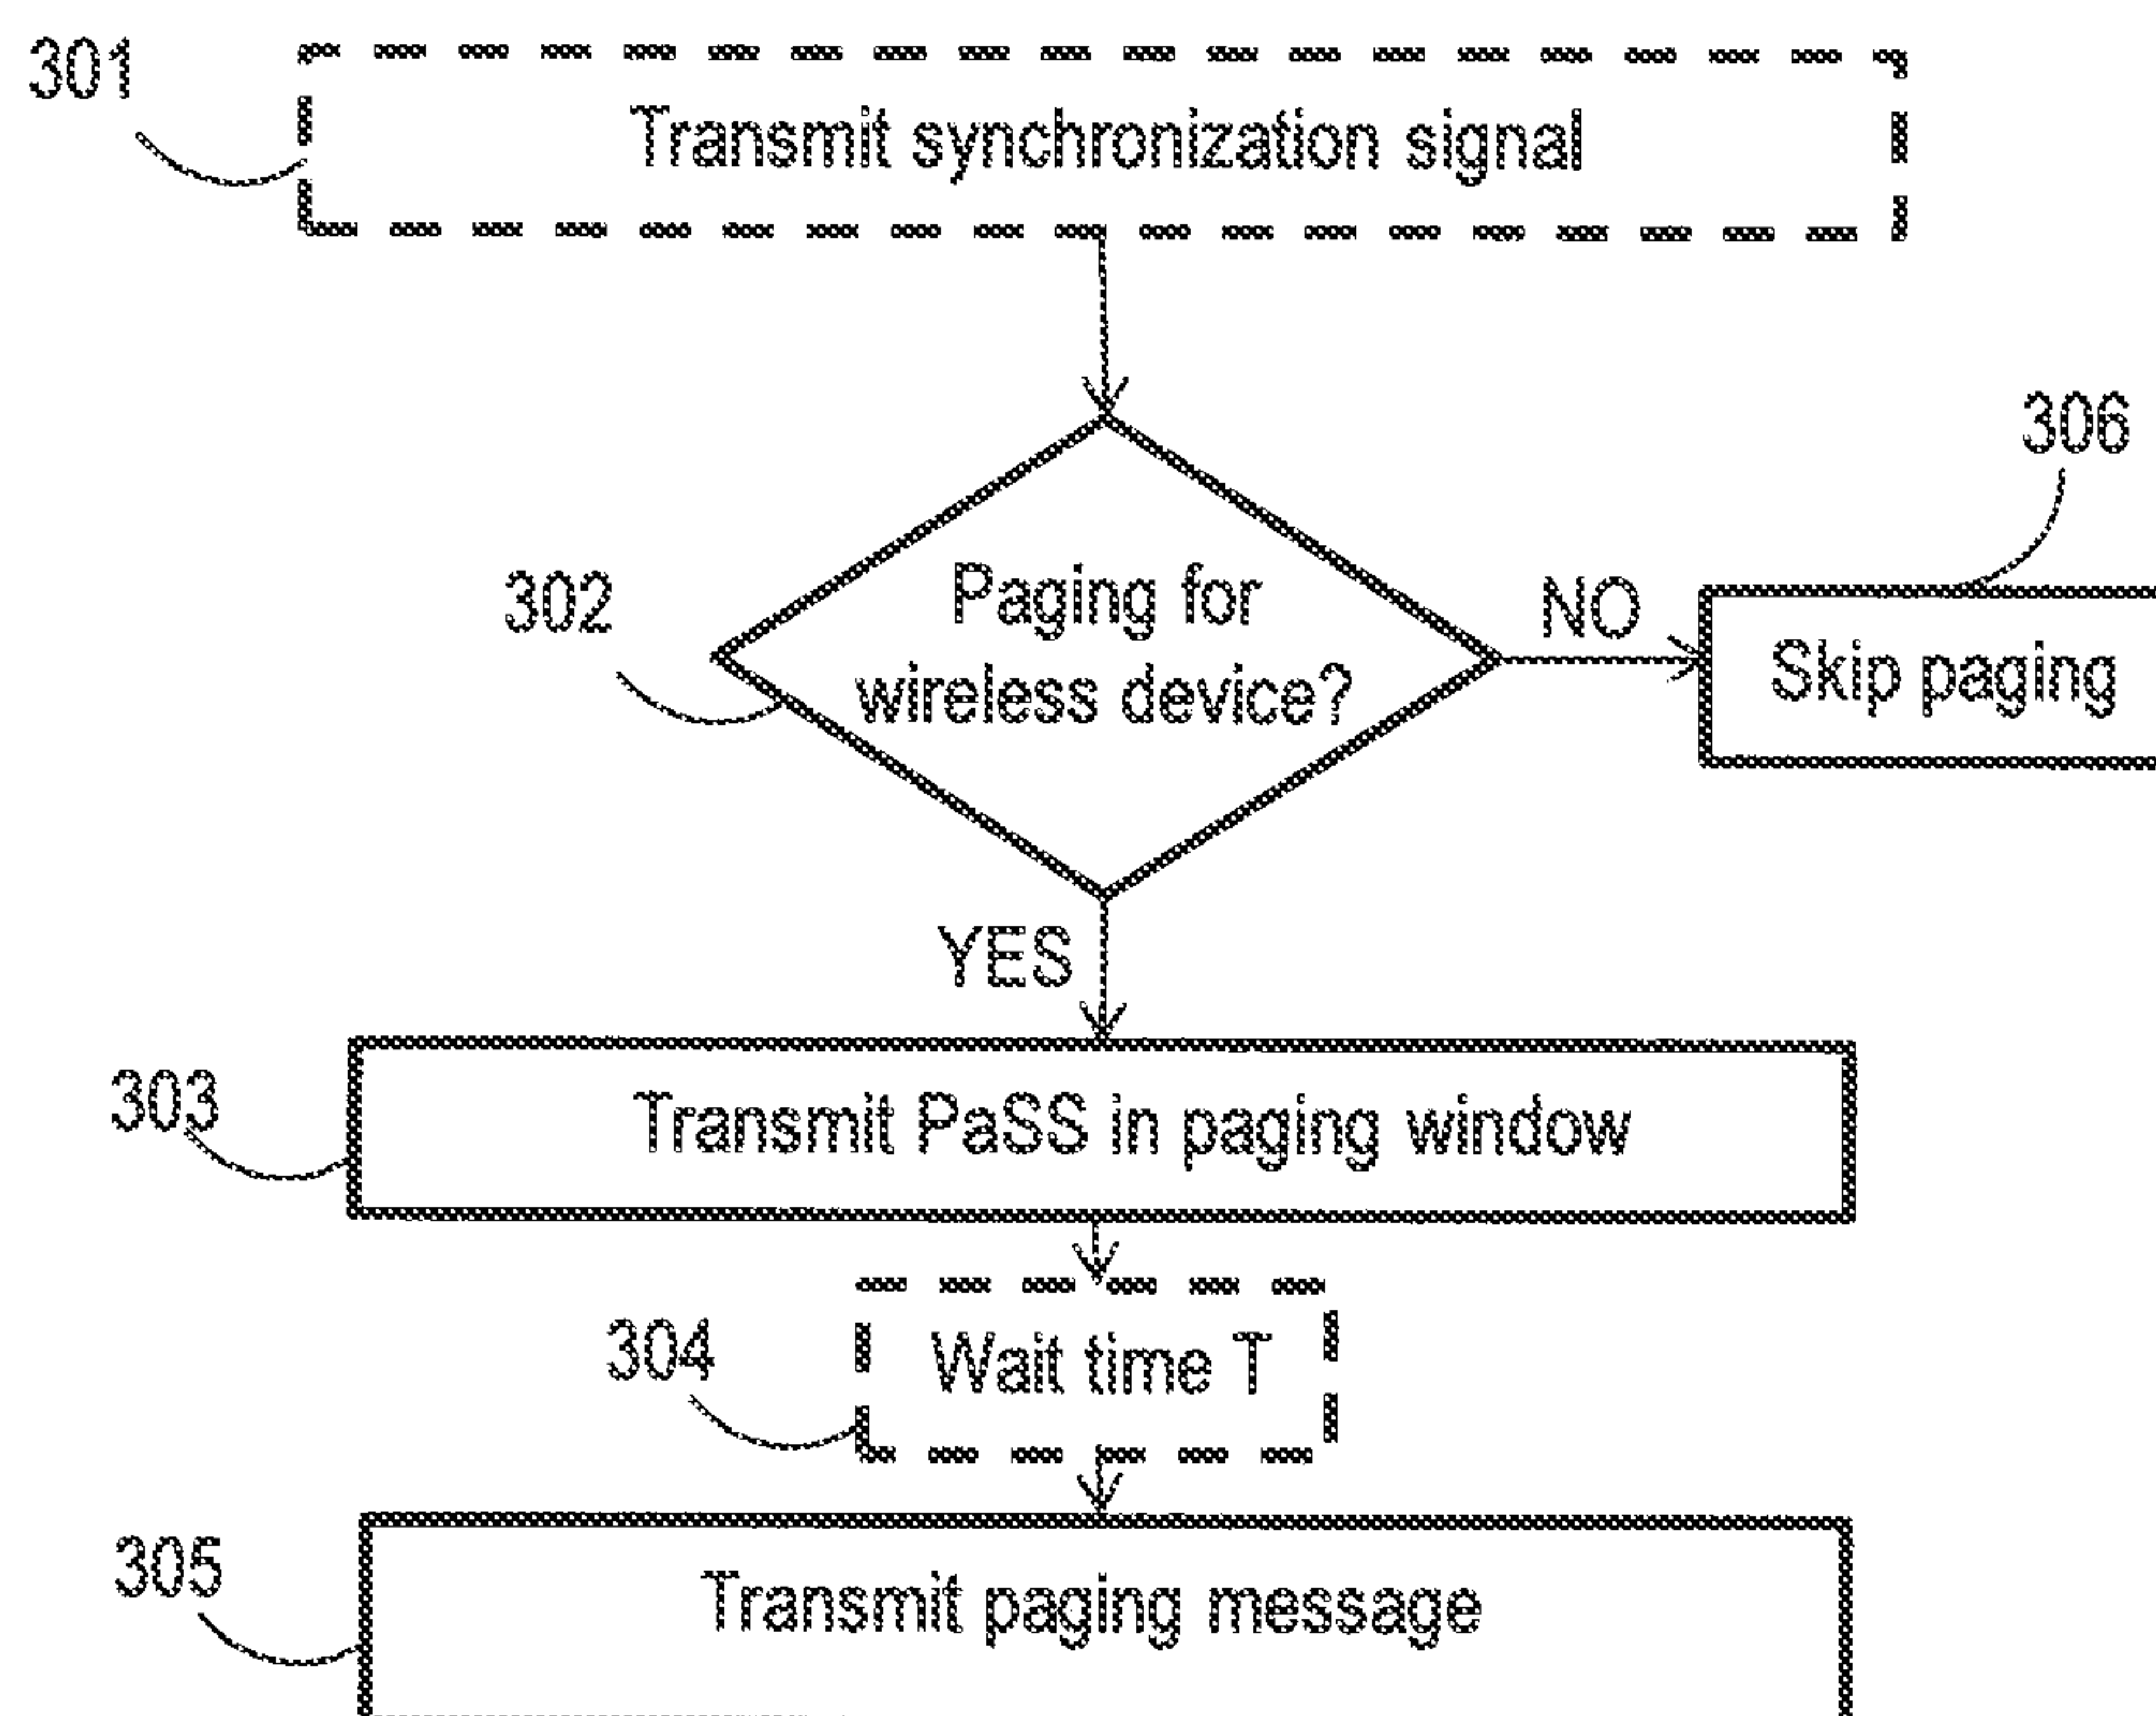 301
Transmit synchronization signal
306
302
Paging for
wireless device?
NO
Skip paging
YES
303
Transmit PaSS in paging window
304
Wait time T
305
Transmit paging message